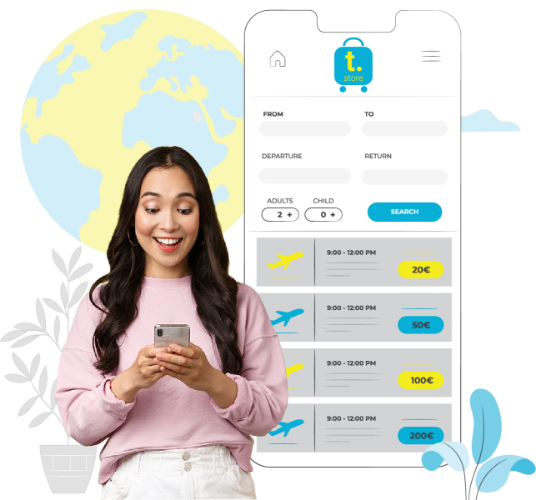 t.
store
FROM TO
DEPARTURE RETURN
ADULTS CHILD
2 + 0 + SEARCH
9:00 - 12:00 PM
20€
9:00 - 12:00 PM
50€
9:00 - 12:00 PM
100€
9:00 - 12:00 PM
200€